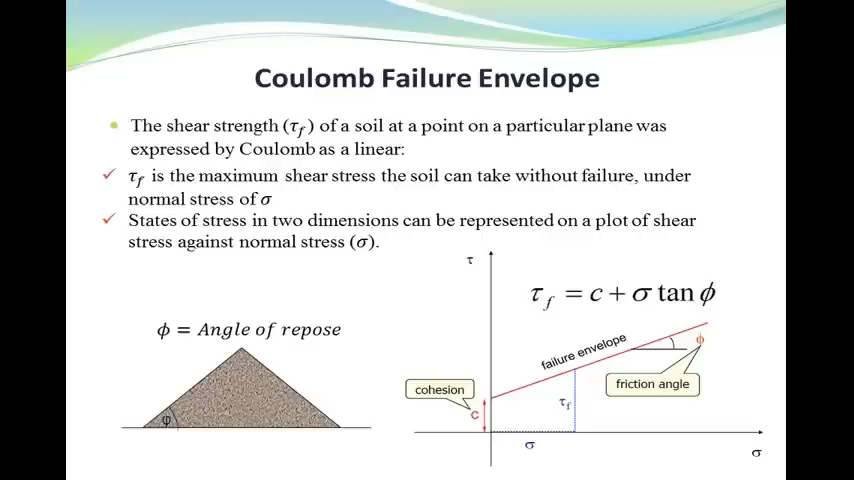 Coulomb Failure Envelope
The shear strength (τf) of a soil at a point on a particular plane was
expressed by Coulomb as a linear:
τf is the maximum shear stress the soil can take without failure, under
normal stress of σ
States of stress in two dimensions can be represented on a plot of shear
stress against normal stress (σ).
τ
τf = c + σ tan ϕ
ϕ = Angle of repose
failure envelope
ϕ
friction angle
cohesion
τf
c
φ
σ
σ